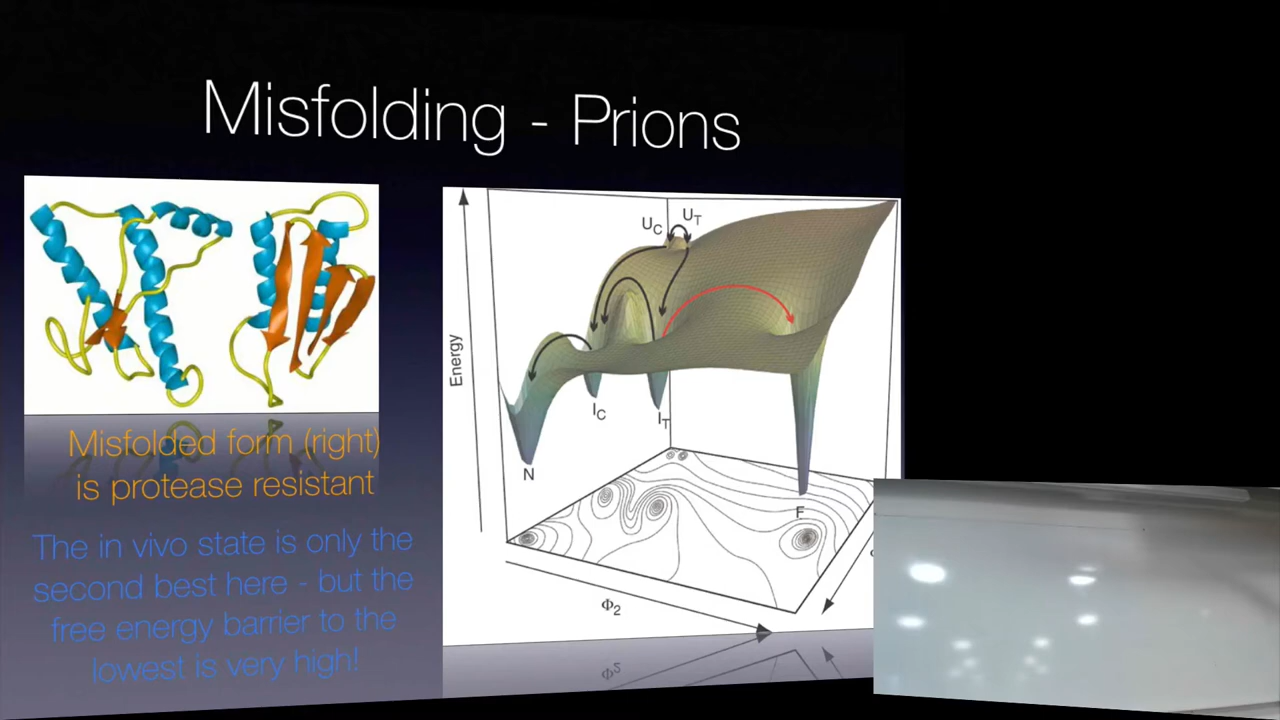 Misfolding - Prions
Misfolded form (right)
is protease resistant
The in vivo state is only the
second best here - but the
free energy barrier to the
lowest is very high!
Energy
U_C
U_T
I_C
I_T
N
F
Φ₂